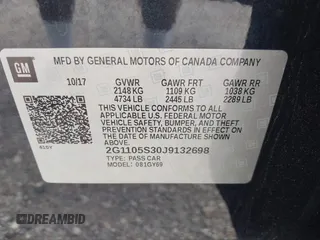 GM
MFD BY GENERAL MOTORS OF CANADA COMPANY
10/17 GVWR GAWR FRT GAWR RR
2148 KG 1109 KG 1038 KG
4734 LB 2445 LB 2289 LB
THIS VEHICLE CONFORMS TO ALL
APPLICABLE U.S. FEDERAL MOTOR
VEHICLE SAFETY, BUMPER, AND THEFT
PREVENTION STANDARDS IN EFFECT ON
THE DATE OF MANUFACTURE SHOWN ABOVE.
2G1105S30J9132698
TYPE: PASS CAR
MODEL: 0B1GY69
DREAMBID